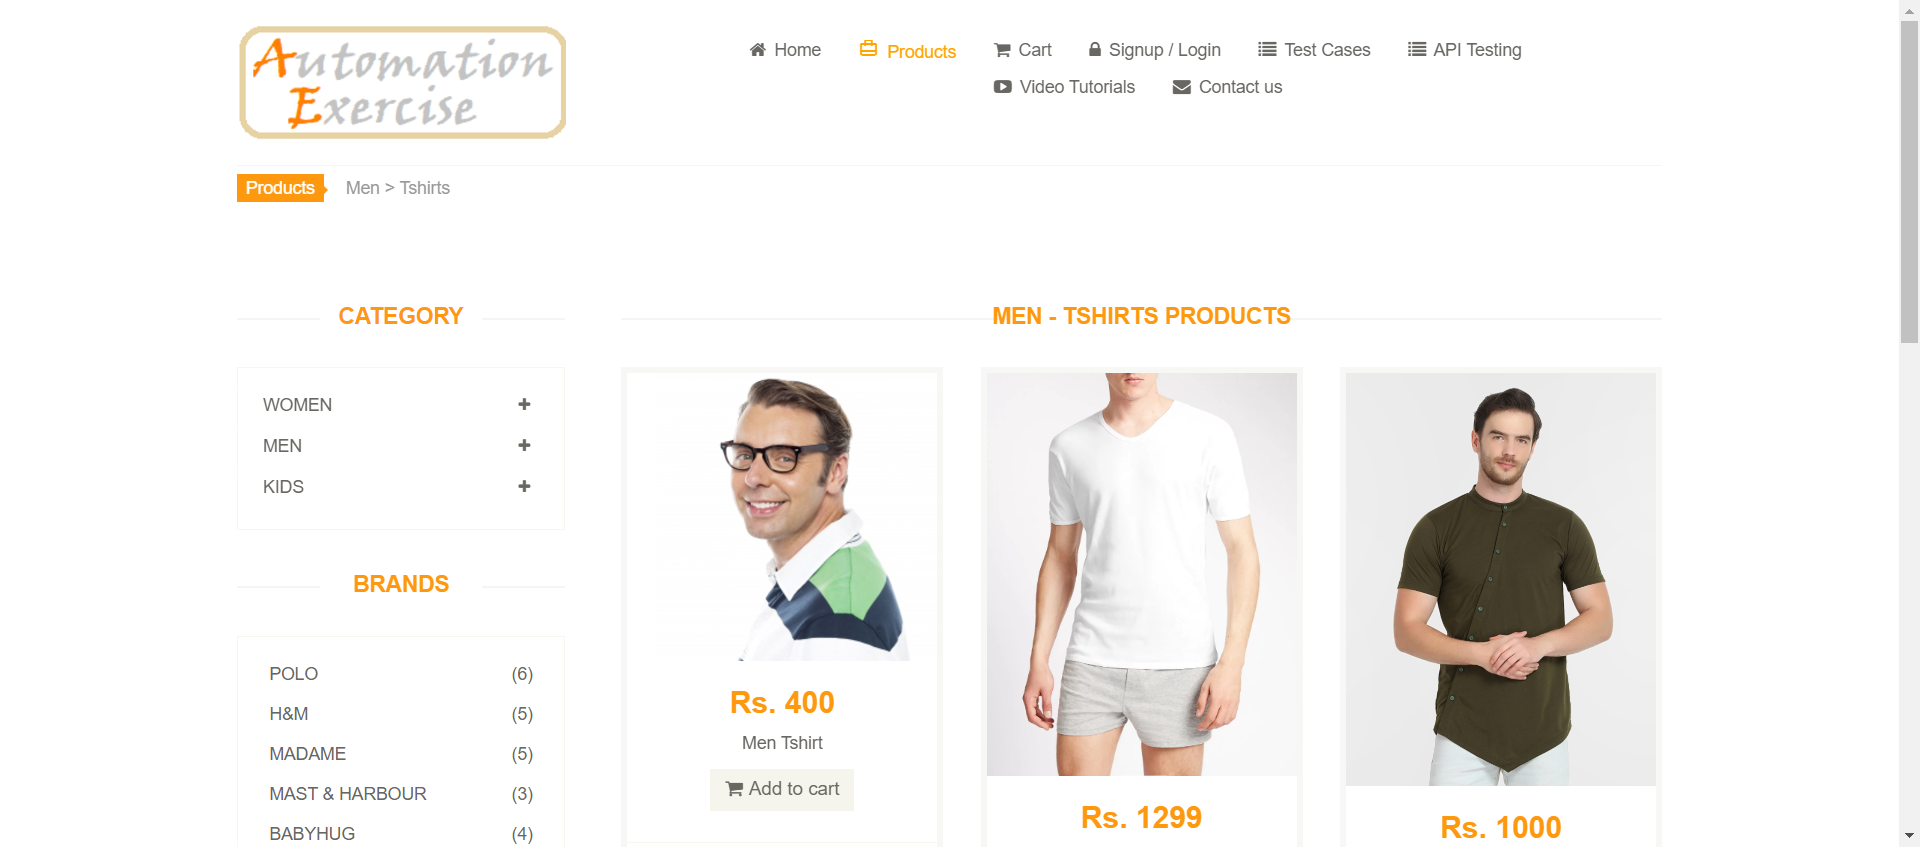 Automation
Exercise
Home
Products
Cart
Signup / Login
Test Cases
API Testing
Video Tutorials
Contact us
Products
Men > Tshirts
CATEGORY
WOMEN
MEN
KIDS
BRANDS
POLO (6)
H&M (5)
MADAME (5)
MAST & HARBOUR (3)
BABYHUG (4)
MEN - TSHIRTS PRODUCTS
Rs. 400
Men Tshirt
Add to cart
Rs. 1299
Rs. 1000